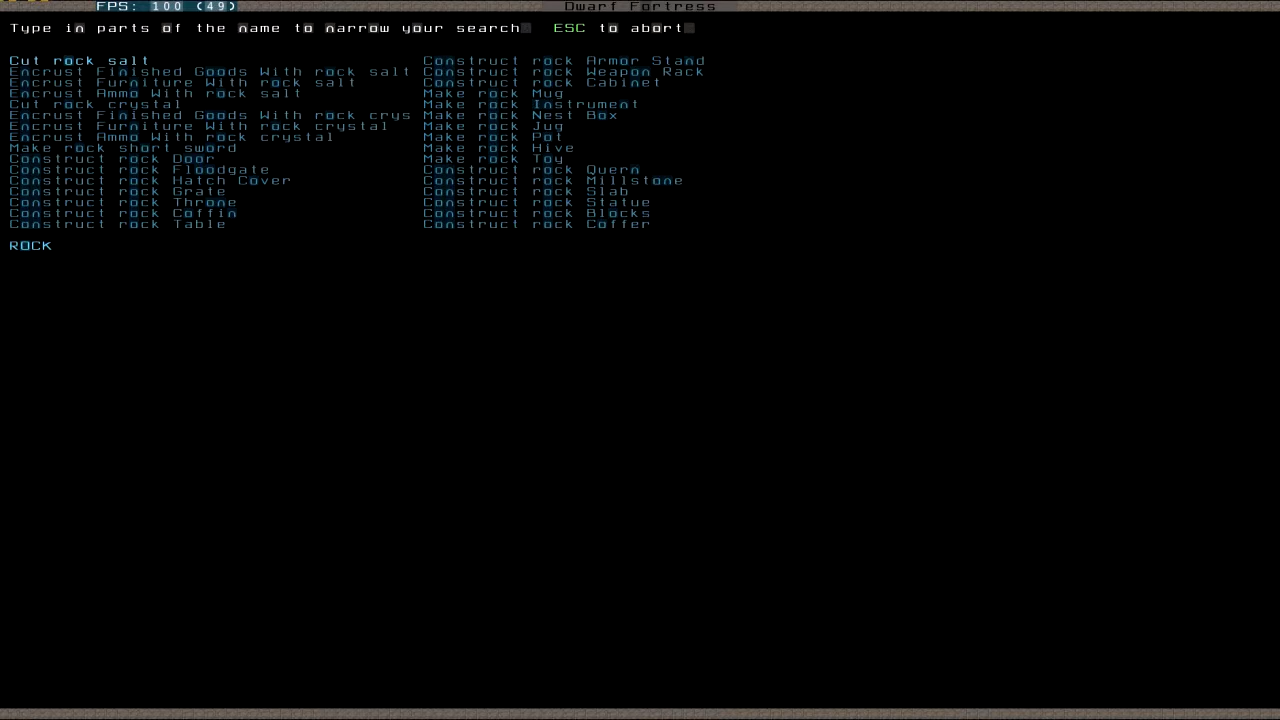 FPS: 100 (49) Dwarf Fortress
Type in parts of the name to narrow your search ESC to abort
Cut rock salt
Encrust Finished Goods With rock salt
Encrust Furniture With rock salt
Encrust Ammo With rock salt
Cut rock crystal
Encrust Finished Goods With rock crys
Encrust Furniture With rock crystal
Encrust Ammo With rock crystal
Make rock short sword
Construct rock Door
Construct rock Floodgate
Construct rock Hatch Cover
Construct rock Grate
Construct rock Throne
Construct rock Coffin
Construct rock Table
Construct rock Armor Stand
Construct rock Weapon Rack
Construct rock Cabinet
Make rock Mug
Make rock Instrument
Make rock Nest Box
Make rock Jug
Make rock Pot
Make rock Hive
Make rock Toy
Construct rock Quern
Construct rock Millstone
Construct rock Slab
Construct rock Statue
Construct rock Blocks
Construct rock Coffer
ROCK